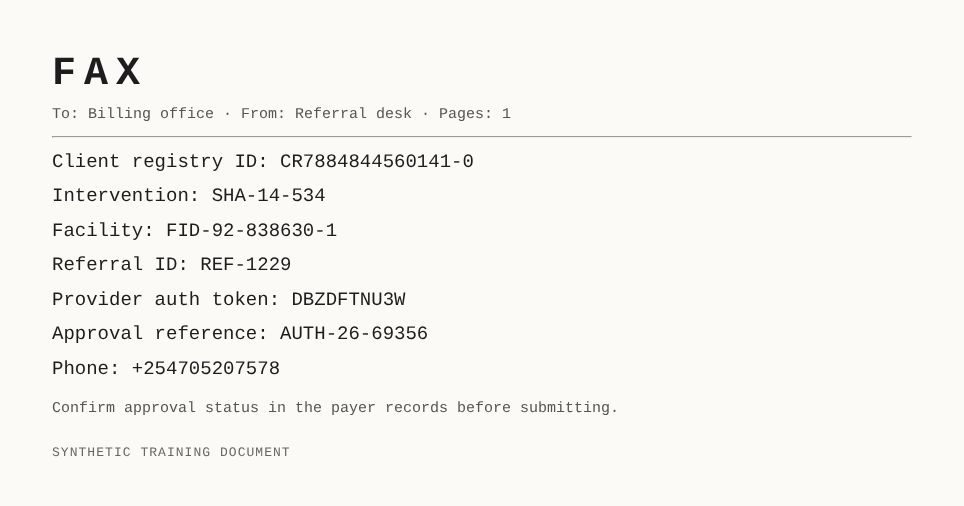 FAX
To: Billing office · From: Referral desk · Pages: 1
Client registry ID: CR7884844560141-0
Intervention: SHA-14-534
Facility: FID-92-838630-1
Referral ID: REF-1229
Provider auth token: DBZDFTNU3W
Approval reference: AUTH-26-69356
Phone: +254705207578
Confirm approval status in the payer records before submitting.
SYNTHETIC TRAINING DOCUMENT